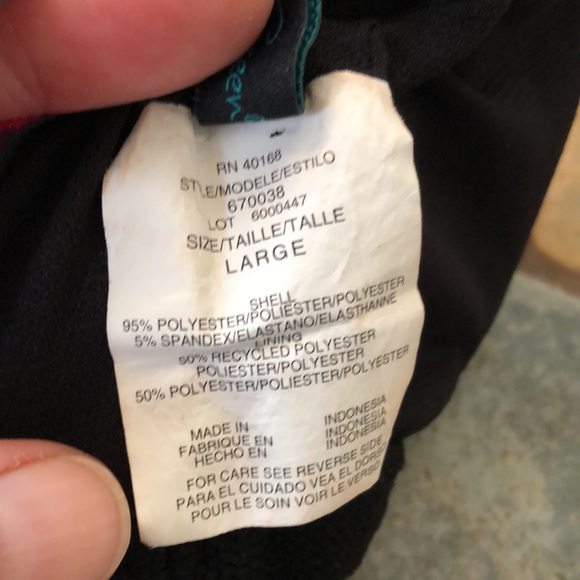 RN 40168
STYLE/MODELE/ESTILO
670038
LOT 6000447
SIZE/TAILLE/TALLE
LARGE
SHELL
95% POLYESTER/POLIESTER/POLYESTER
5% SPANDEX/ELASTANO/ELASTHANNE
LINING
50% RECYCLED POLYESTER
POLIESTER/POLYESTER
50% POLYESTER/POLIESTER/POLYESTER
MADE IN INDONESIA
FABRIQUE EN INDONESIA
HECHO EN INDONESIA
FOR CARE SEE REVERSE SIDE
PARA EL CUIDADO VEA EL DORSO
POUR LE SOIN VOIR LE VERSO